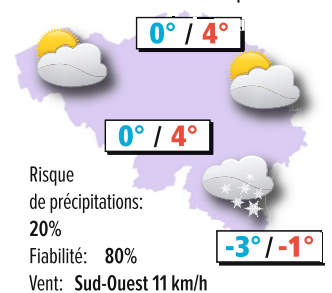 0° / 4°
0° / 4°
Risque
de précipitations:
20%
Fiabilité: 80%
-3° / -1°
Vent: Sud-Ouest 11 km/h